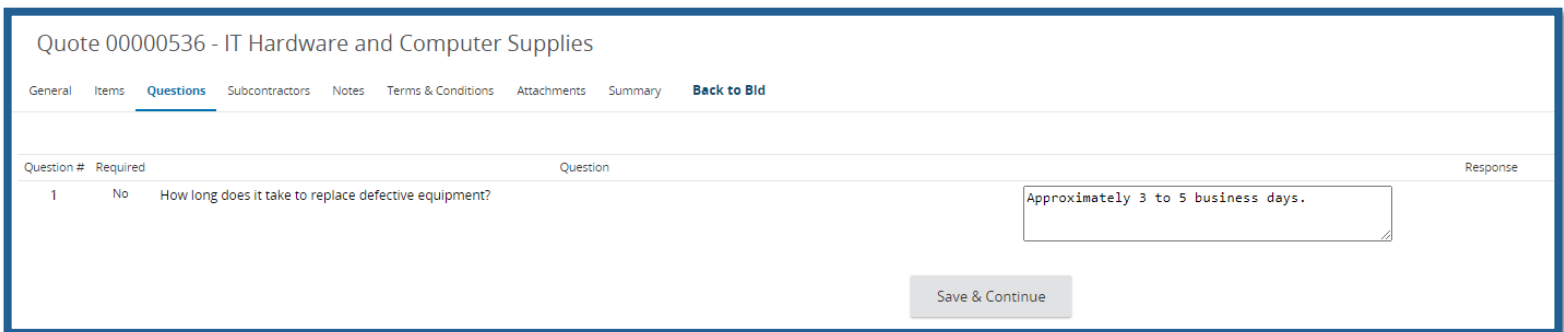 Quote 00000536 - IT Hardware and Computer Supplies
General Items Questions Subcontractors Notes Terms & Conditions Attachments Summary Back to Bid
Question # Required Question Response
1 No How long does it take to replace defective equipment? Approximately 3 to 5 business days.
Save & Continue